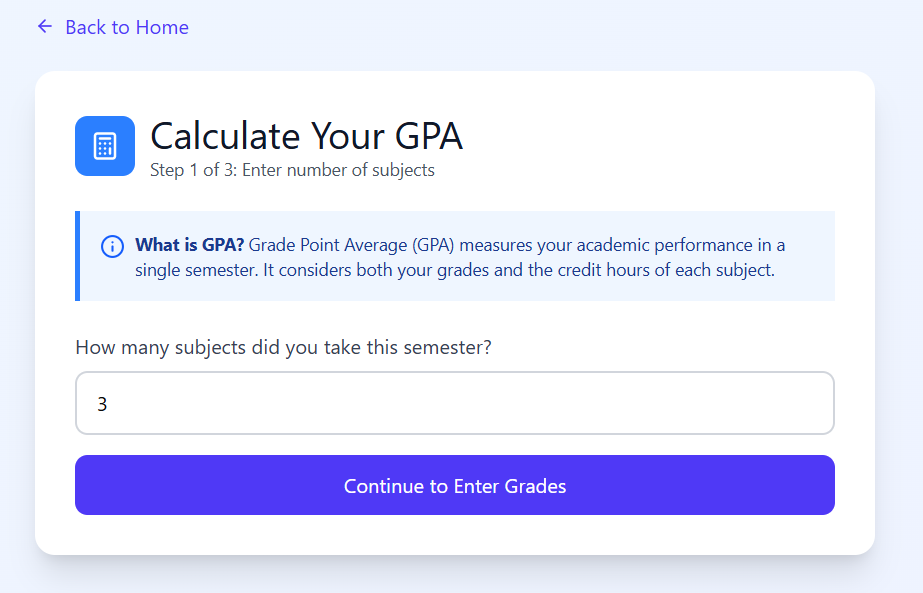 Back to Home
Calculate Your GPA
Step 1 of 3: Enter number of subjects
What is GPA? Grade Point Average (GPA) measures your academic performance in a
single semester. It considers both your grades and the credit hours of each subject.
How many subjects did you take this semester?
3
Continue to Enter Grades